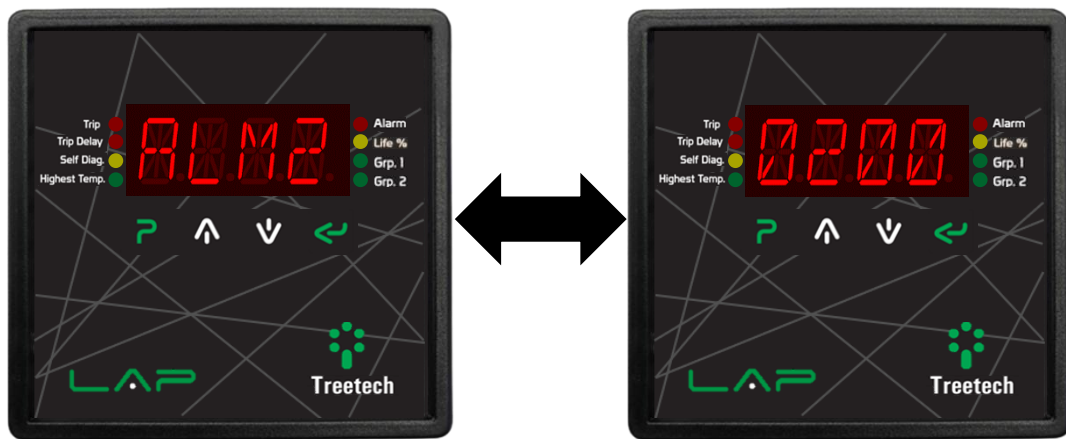 Trip
Trip Delay
Self Diag.
Highest Temp.
ALM2
Alarm
Life %
Grp. 1
Grp. 2
P
LAP
Treetech
Trip
Trip Delay
Self Diag.
Highest Temp.
0200
Alarm
Life %
Grp. 1
Grp. 2
P
LAP
Treetech